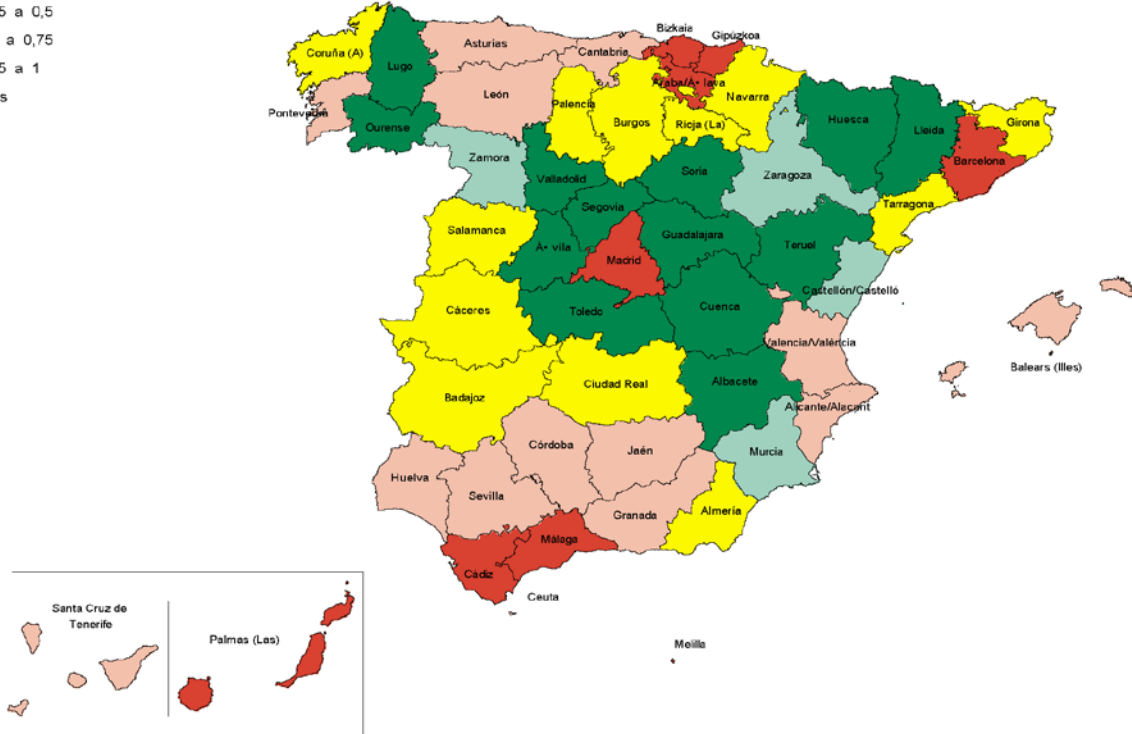 5 a 0,5
a 0,75
5 a 1
s
Bizkaia
Gipúzkoa
Asturias
Cantabria
Coruña (A)
Lugo
León
Araba/Á• lava
Navarra
Palencia
Pontevedra
Burgos
Rioja (La)
Huesca
Lleida
Girona
Ourense
Zamora
Barcelona
Valladolid
Soria
Zaragoza
Segovia
Tarragona
Salamanca
Guadalajara
Á• vila
Teruel
Madrid
Castellón/Castelló
Cáceres
Toledo
Cuenca
Valencia/Valéncia
Balears (Illes)
Albacete
Ciudad Real
Badajoz
Alicante/Alacant
Córdoba
Jaén
Murcia
Huelva
Sevilla
Granada
Almería
Málaga
Cádiz
Ceuta
Santa Cruz de
Tenerife
Palmas (Las)
Melilla